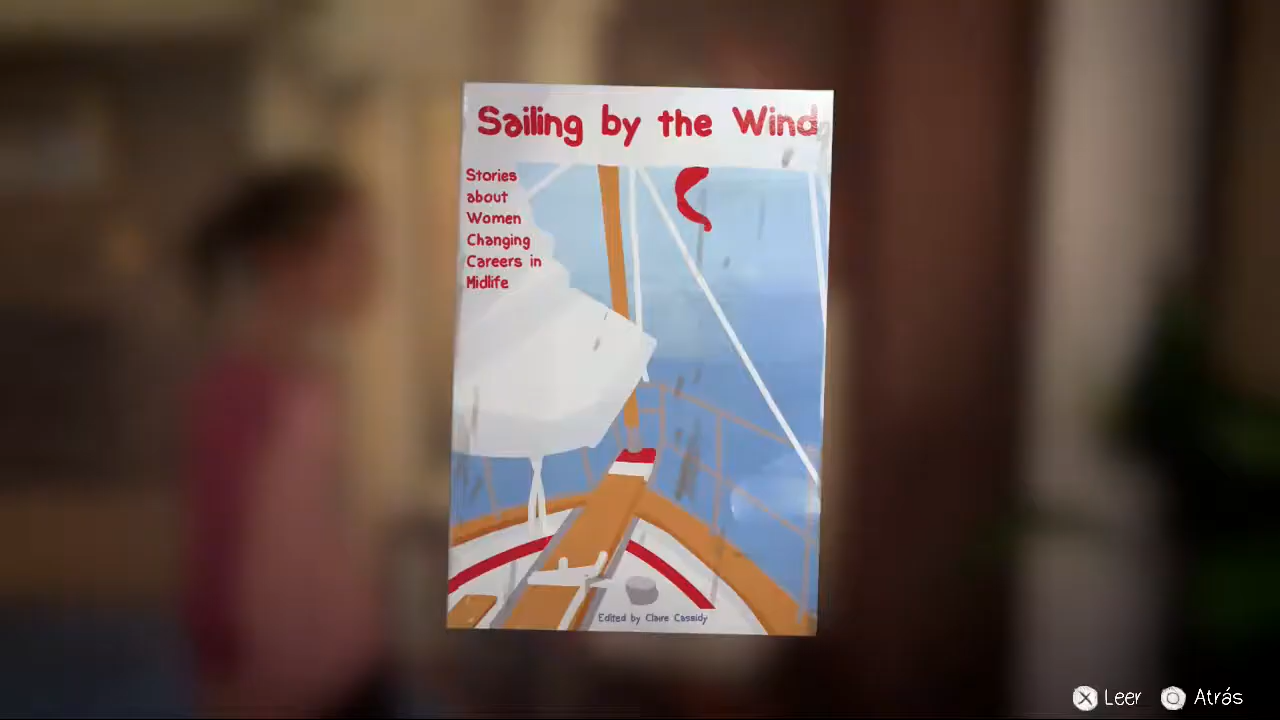 Sailing by the Wind
Stories
about
Women
Changing
Careers in
Midlife
Edited by Claire Cassidy
Leer
Atrás